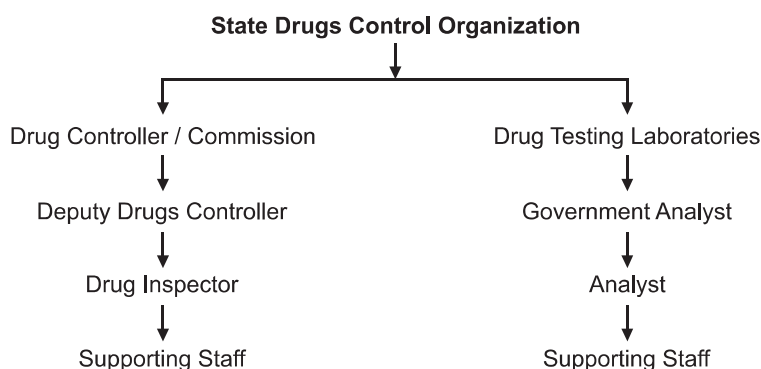 State Drugs Control Organization
Drug Controller / Commission
Drug Testing Laboratories
Deputy Drugs Controller
Government Analyst
Drug Inspector
Analyst
Supporting Staff
Supporting Staff